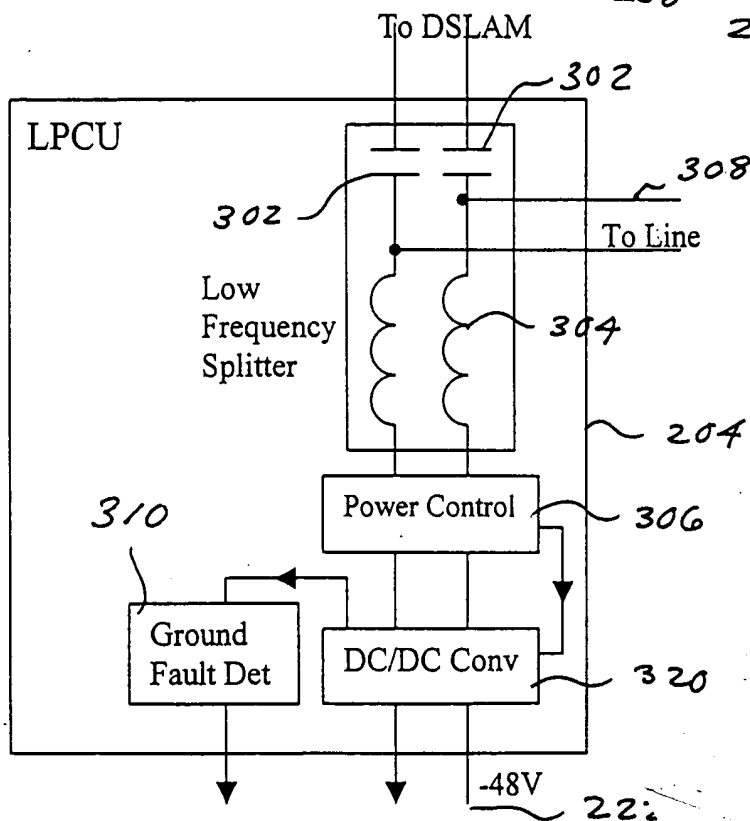 To DSLAM
2
302
LPCU
308
302
To Line
Low
Frequency
Splitter
304
204
310
Power Control
306
Ground
Fault Det
DC/DC Conv
320
-48V